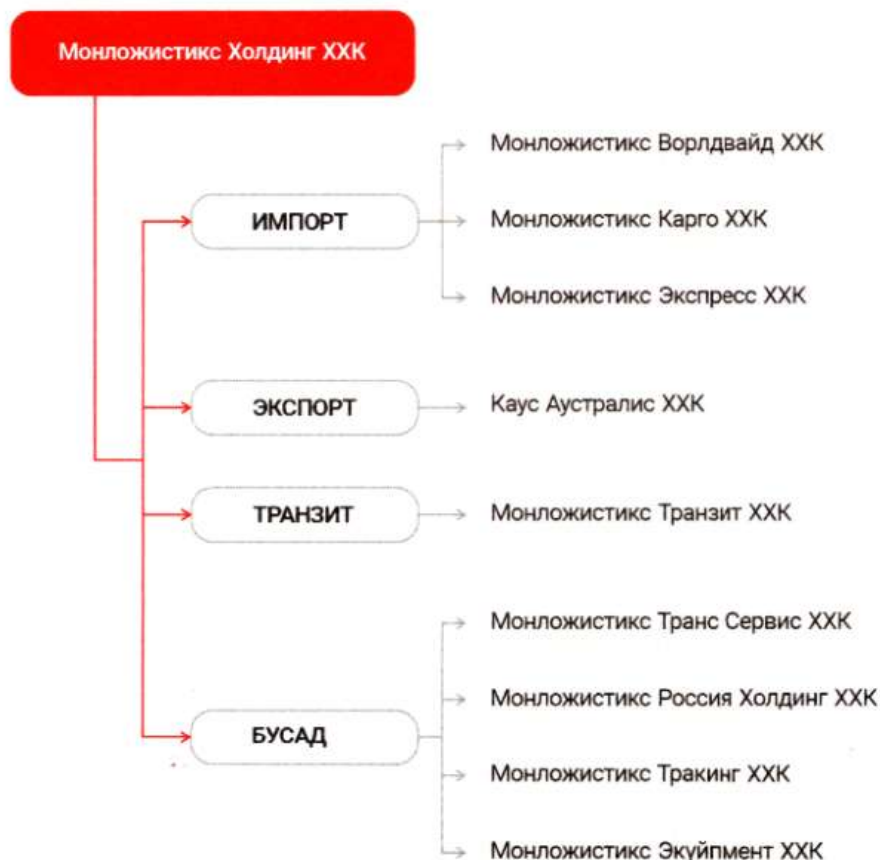 Монложистикс Холдинг ХХК
ИМПОРТ
Монложистикс Ворлдвайд ХХК
Монложистикс Карго ХХК
Монложистикс Экспресс ХХК
ЭКСПОРТ
Каус Аустралис ХХК
ТРАНЗИТ
Монложистикс Транзит ХХК
БУСАД
Монложистикс Транс Сервис ХХК
Монложистикс Россия Холдинг ХХК
Монложистикс Тракинг ХХК
Монложистикс Экуйпмент ХХК